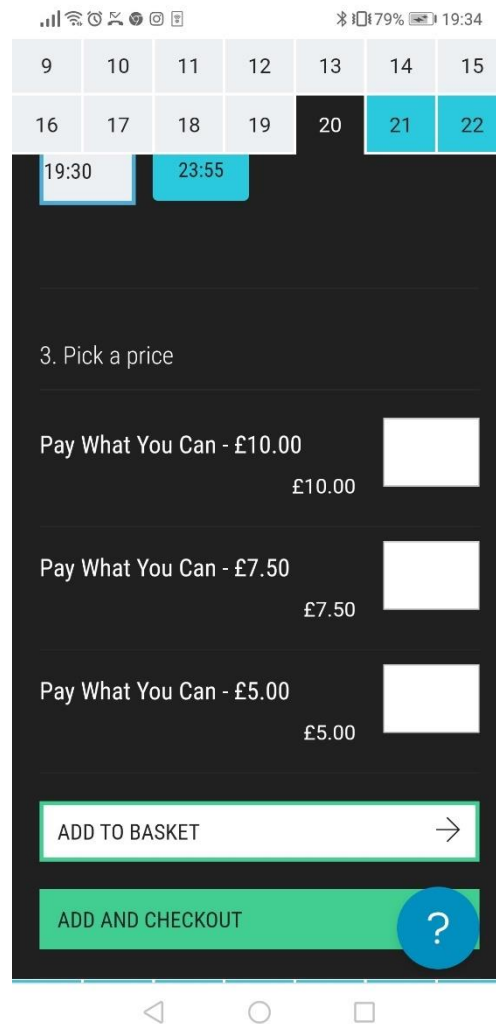 79% 19:34
9 10 11 12 13 14 15
16 17 18 19 20 21 22
19:30 23:55
3. Pick a price
Pay What You Can - £10.00
£10.00
Pay What You Can - £7.50
£7.50
Pay What You Can - £5.00
£5.00
ADD TO BASKET
ADD AND CHECKOUT
?